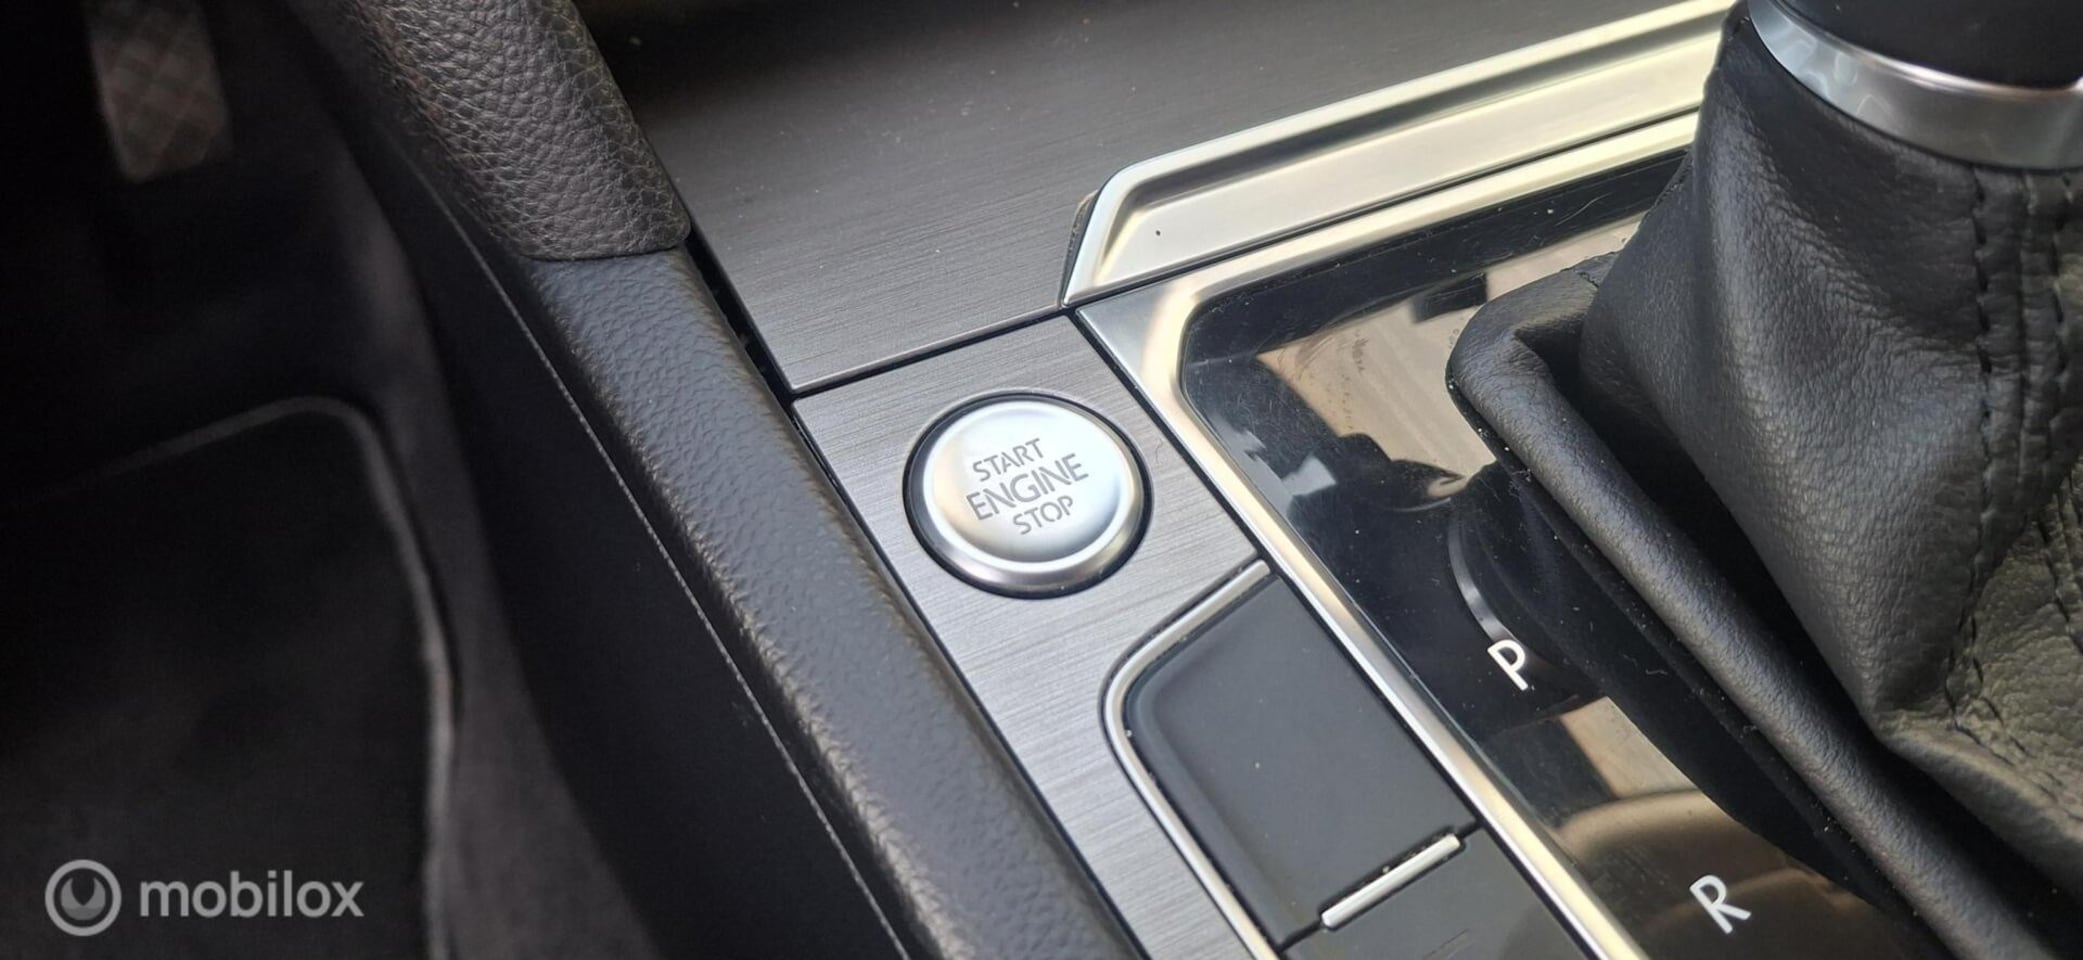 START
ENGINE
STOP
P
R
mobilox